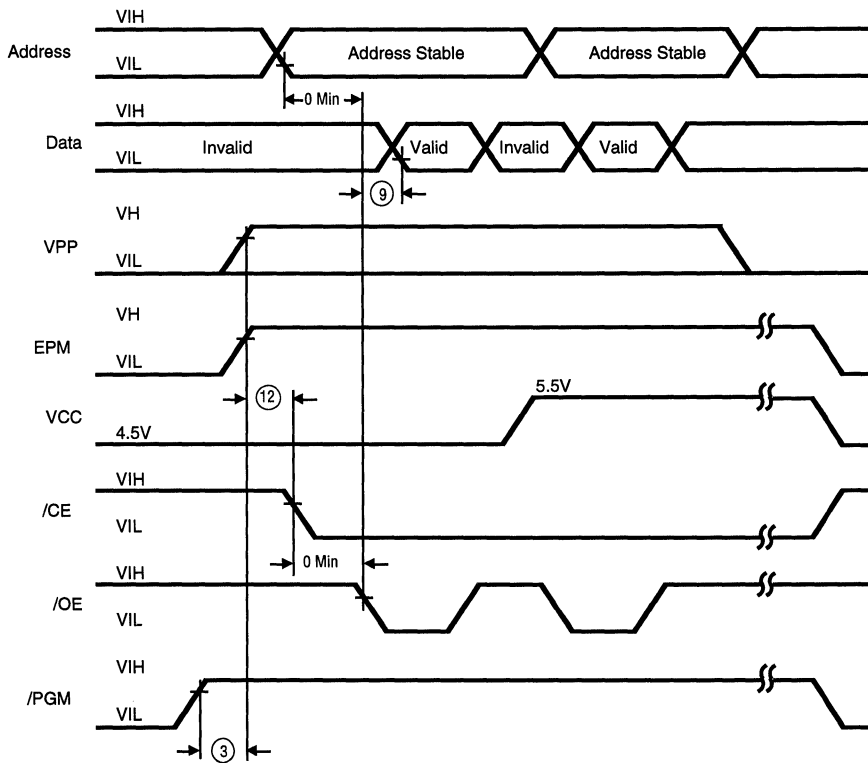 VIH
Address
Address Stable
Address Stable
VIL
0 Min
VIH
Data
Invalid
Valid
Invalid
Valid
VIL
9
VH
VPP
VIL
VH
EPM
VIL
12
5.5V
VCC
4.5V
VIH
/CE
VIL
0 Min
VIH
/OE
VIL
VIH
/PGM
VIL
3